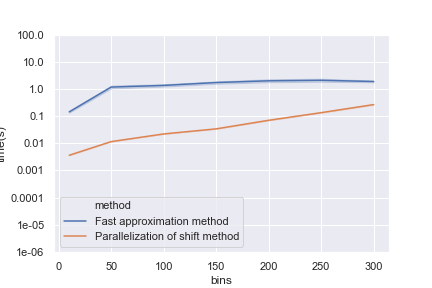 100.0
10.0
1.0
0.1
0.01
0.001
0.0001
1e-05
1e-06
time(s)
method
Fast approximation method
Parallelization of shift method
0 50 100 150 200 250 300
bins